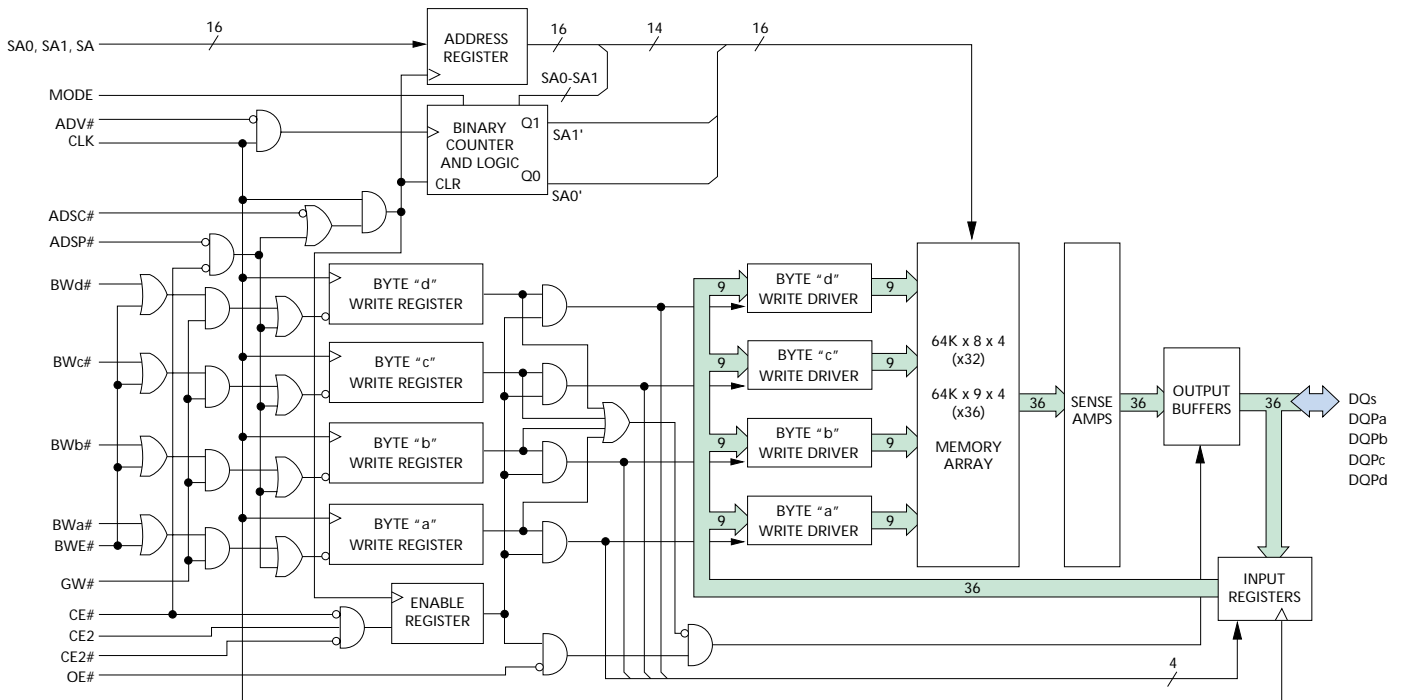 SA0, SA1, SA
16
ADDRESS
REGISTER
16
14
16
SA0-SA1
MODE
ADV#
CLK
BINARY
COUNTER
AND LOGIC
CLR
Q1
SA1'
Q0
SA0'
ADSC#
ADSP#
BWd#
BYTE "d"
WRITE REGISTER
BWc#
BYTE "c"
WRITE REGISTER
BWb#
BYTE "b"
WRITE REGISTER
BWa#
BWE#
BYTE "a"
WRITE REGISTER
GW#
CE#
CE2
CE2#
OE#
ENABLE
REGISTER
9
BYTE "d"
WRITE DRIVER
9
9
BYTE "c"
WRITE DRIVER
9
9
BYTE "b"
WRITE DRIVER
9
9
BYTE "a"
WRITE DRIVER
9
64K x 8 x 4
(x32)
64K x 9 x 4
(x36)
MEMORY
ARRAY
36
SENSE
AMPS
36
OUTPUT
BUFFERS
36
DQs
DQPa
DQPb
DQPc
DQPd
36
INPUT
REGISTERS
4